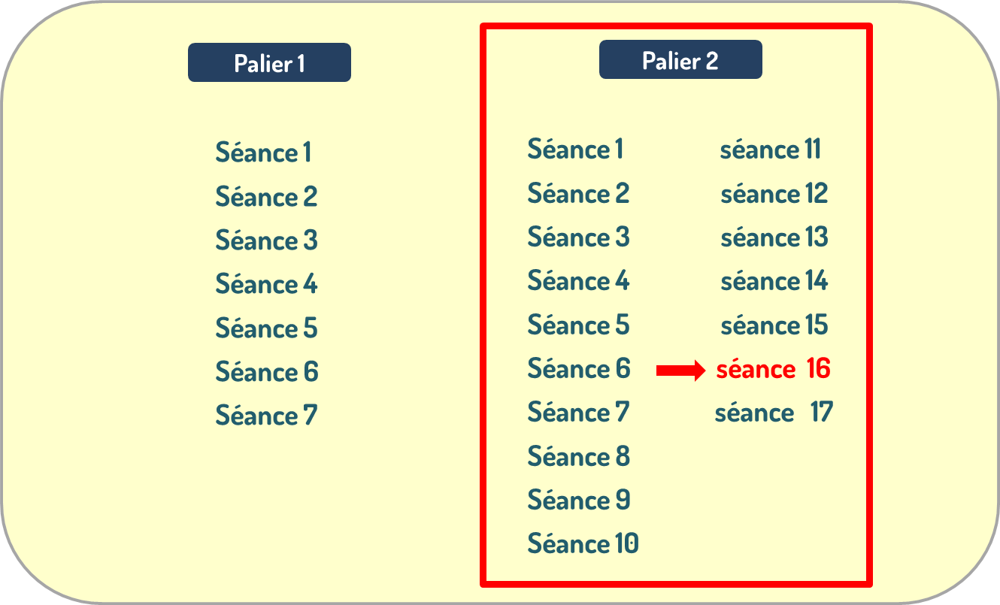 Palier 1
Séance 1
Séance 2
Séance 3
Séance 4
Séance 5
Séance 6
Séance 7
Palier 2
Séance 1
Séance 2
Séance 3
Séance 4
Séance 5
Séance 6
Séance 7
Séance 8
Séance 9
Séance 10
séance 11
séance 12
séance 13
séance 14
séance 15
séance 16
séance 17